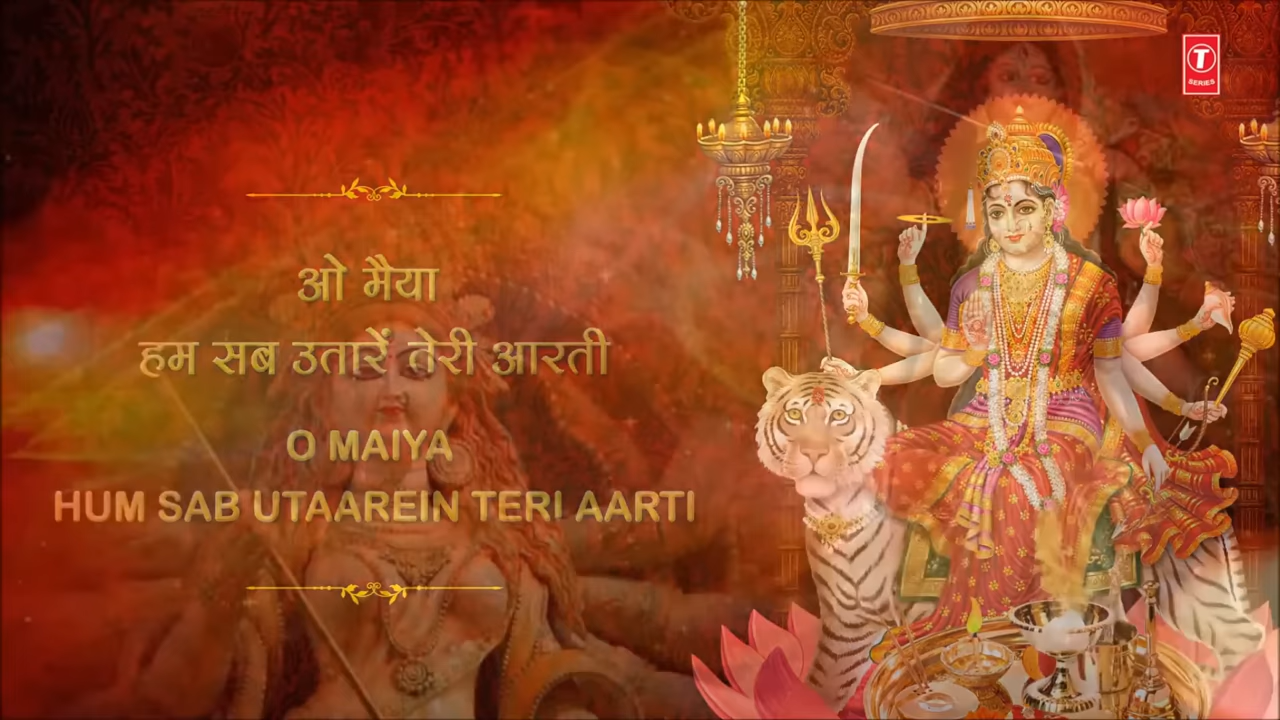 ओ मैया
हम सब उतारें तेरी आरती
O MAIYA
HUM SAB UTAAREIN TERI AARTI
T
SERIES